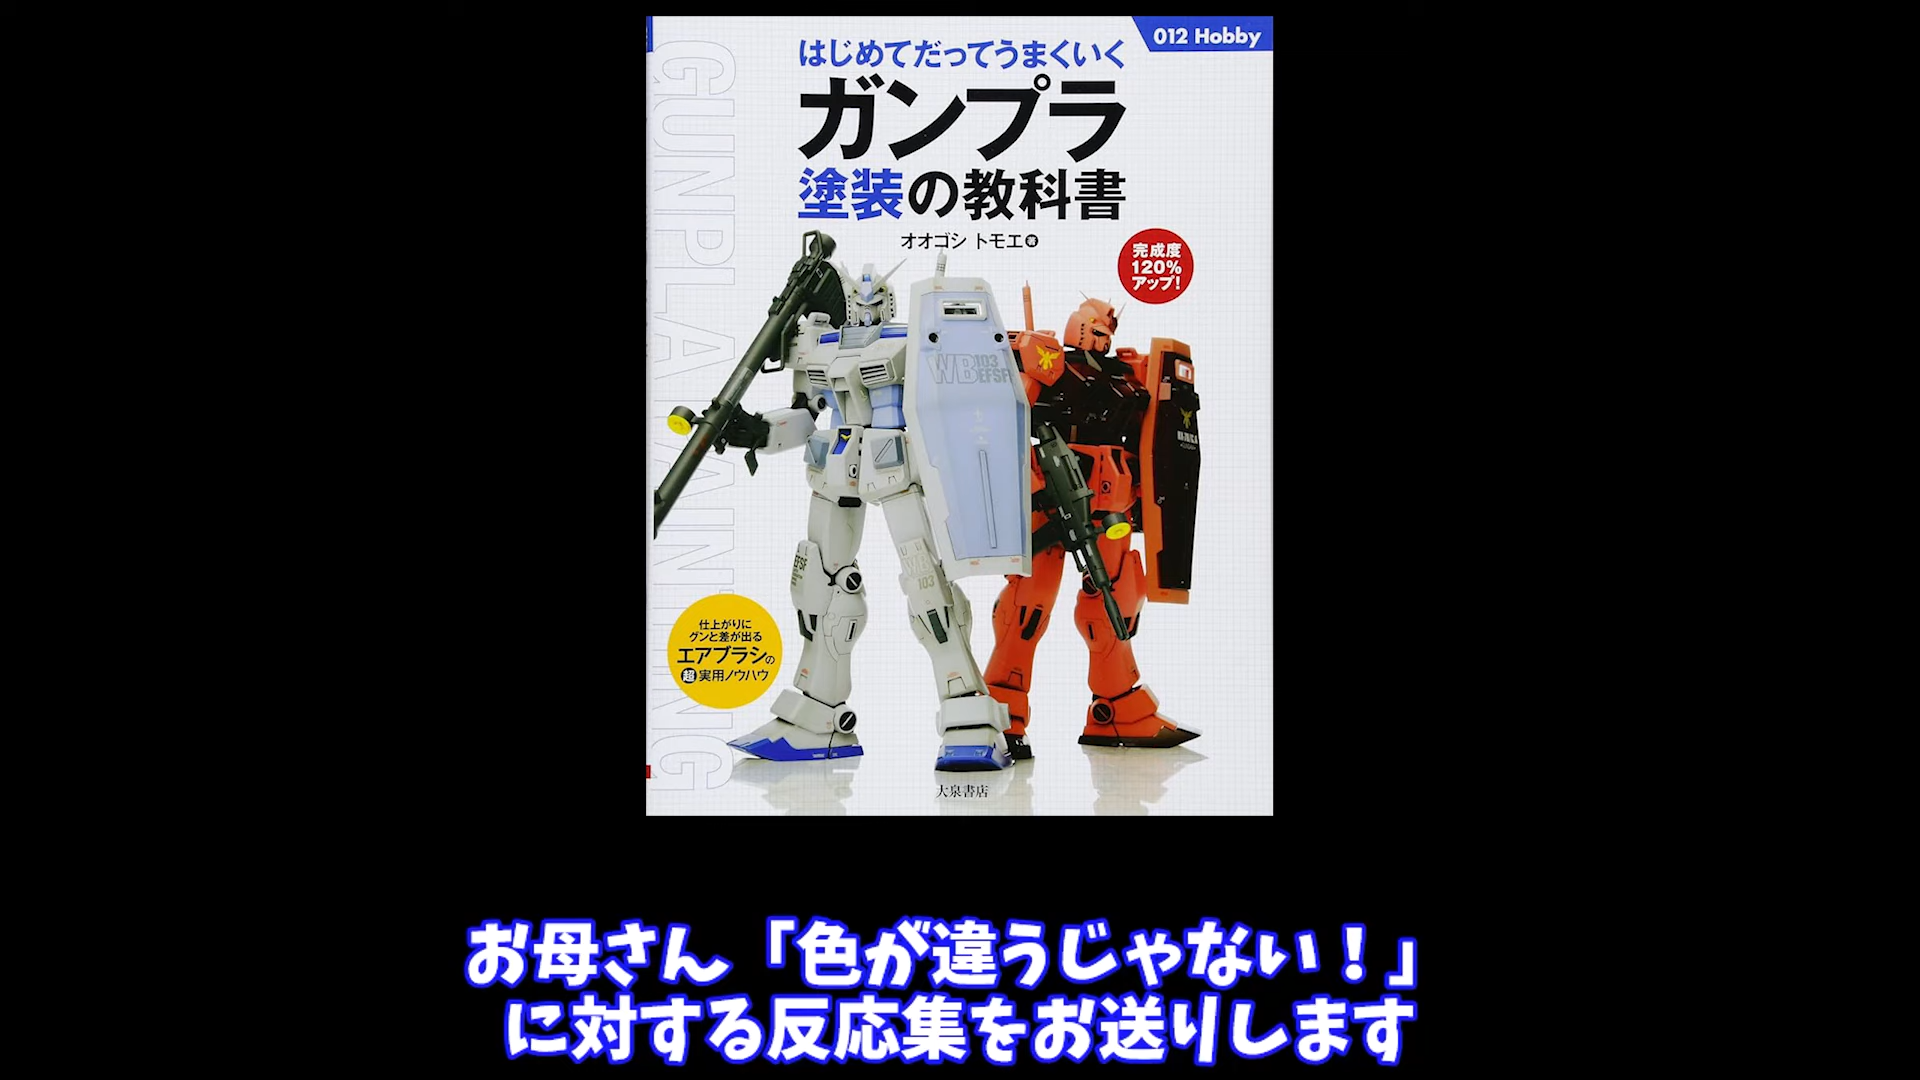 012 Hobby
はじめてだってうまくいく
ガンプラ
塗装の教科書
オオゴシ トモエ 著
完成度
120%
アップ!
WB103
EFSF
EFSF
103
仕上がりに
グンと差が出る
エアブラシの
超実用ノウハウ
大泉書店
お母さん「色が違うじゃない！」
に対する反応集をお送りします